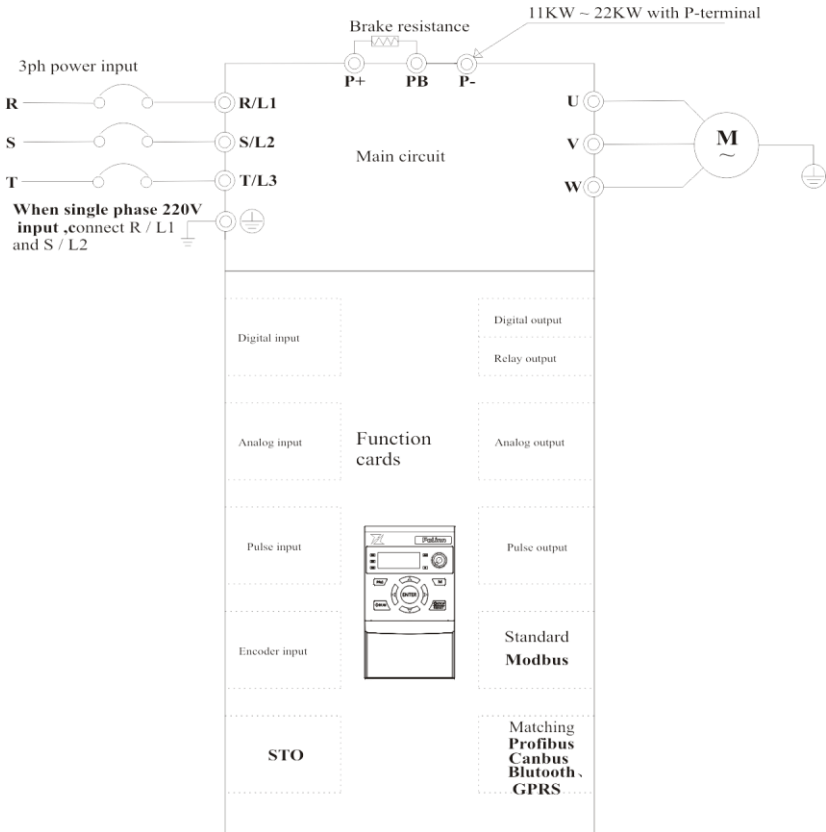 11KW ~ 22KW with P-terminal
Brake resistance
3ph power input
P+
PB
P-
R
R/L1
U
S
S/L2
V
M
~
Main circuit
T
T/L3
W
When single phase 220V
input ,connect R / L1
and S / L2
Digital input
Digital output
Relay output
Analog input
Function
cards
Analog output
Pulse input
Pulse output
ENTER
Encoder input
Standard
Modbus
STO
Matching
Profibus
Canbus
Blutooth、
GPRS